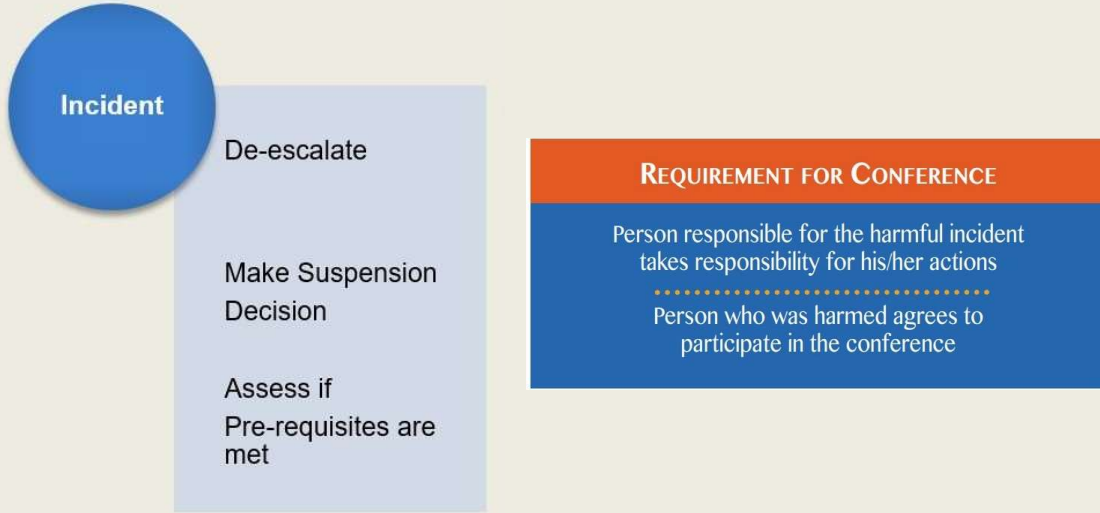 Incident
De-escalate
Make Suspension
Decision
Assess if
Pre-requisites are
met
REQUIREMENT FOR CONFERENCE
Person responsible for the harmful incident
takes responsibility for his/her actions
Person who was harmed agrees to
participate in the conference